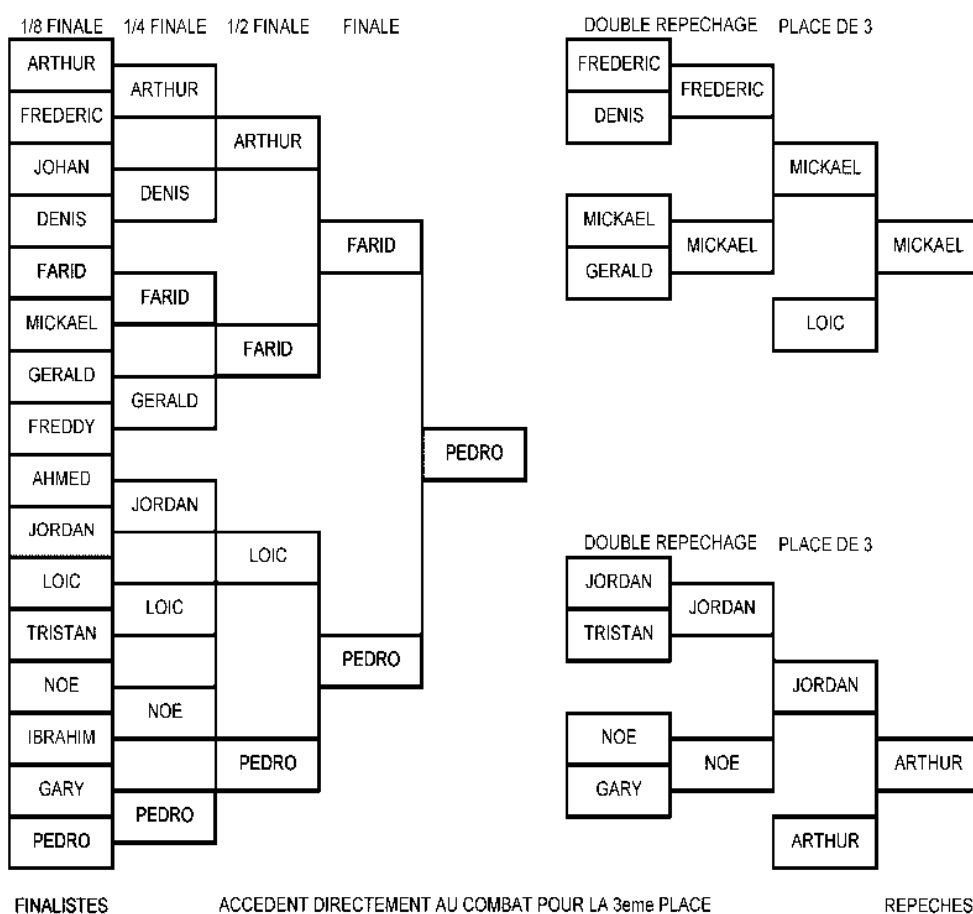 1/8 FINALE 1/4 FINALE 1/2 FINALE FINALE
ARTHUR
FREDERIC
JOHAN
DENIS
FARID
MICKAEL
GERALD
FREDDY
AHMED
JORDAN
LOIC
TRISTAN
NOE
IBRAHIM
GARY
PEDRO
ARTHUR
DENIS
FARID
GERALD
JORDAN
LOIC
NOE
PEDRO
ARTHUR
FARID
LOIC
PEDRO
FARID
PEDRO
PEDRO
DOUBLE REPECHAGE PLACE DE 3
FREDERIC
DENIS
MICKAEL
GERALD
FREDERIC
MICKAEL
MICKAEL
LOIC
MICKAEL
DOUBLE REPECHAGE PLACE DE 3
JORDAN
TRISTAN
NOE
GARY
JORDAN
NOE
JORDAN
ARTHUR
ARTHUR
FINALISTES ACCEDENT DIRECTEMENT AU COMBAT POUR LA 3eme PLACE REPECHES